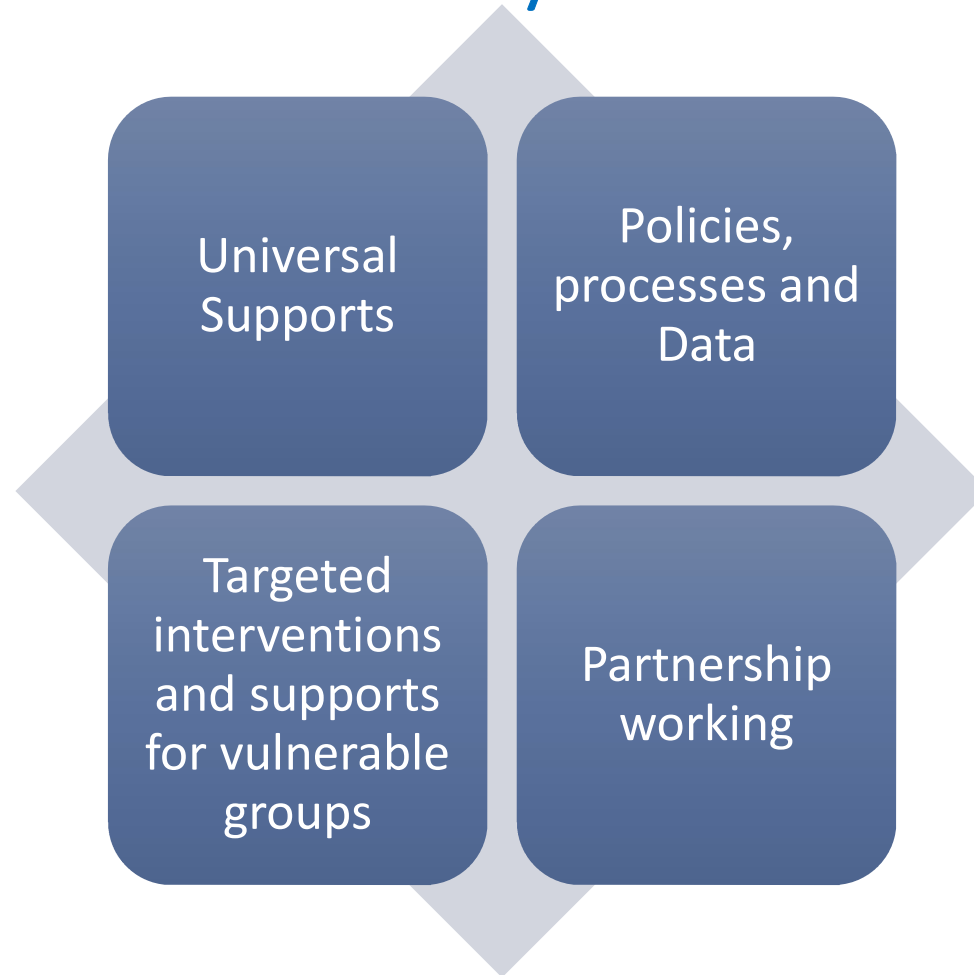 Universal
Supports
Policies,
processes and
Data
Targeted
interventions
and supports
for vulnerable
groups
Partnership
working